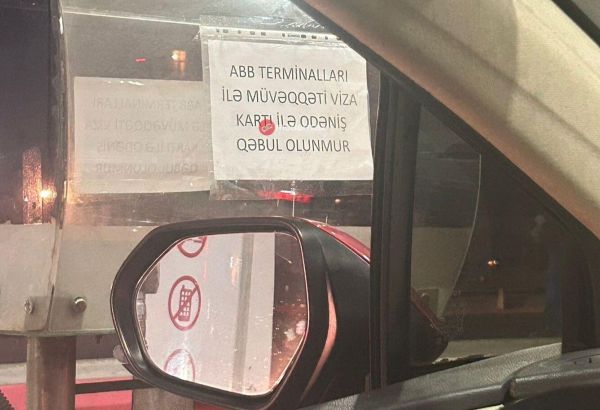 ABB TERMİNALLARI
İLƏ MÜVƏQQƏTİ VİZA
KARTI İLƏ ODƏNİŞ
QƏBUL OLUNMUR